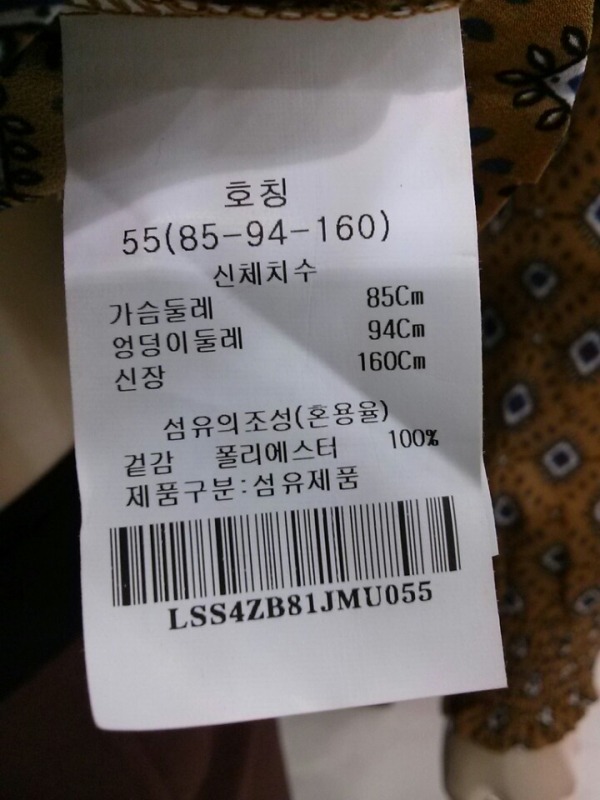 호칭
55(85-94-160)
신체치수
가슴둘레 85Cm
엉덩이둘레 94Cm
신장 160Cm
섬유의조성(혼용율)
겉감 폴리에스터 100%
제품구분:섬유제품
LSS4ZB81JMU055